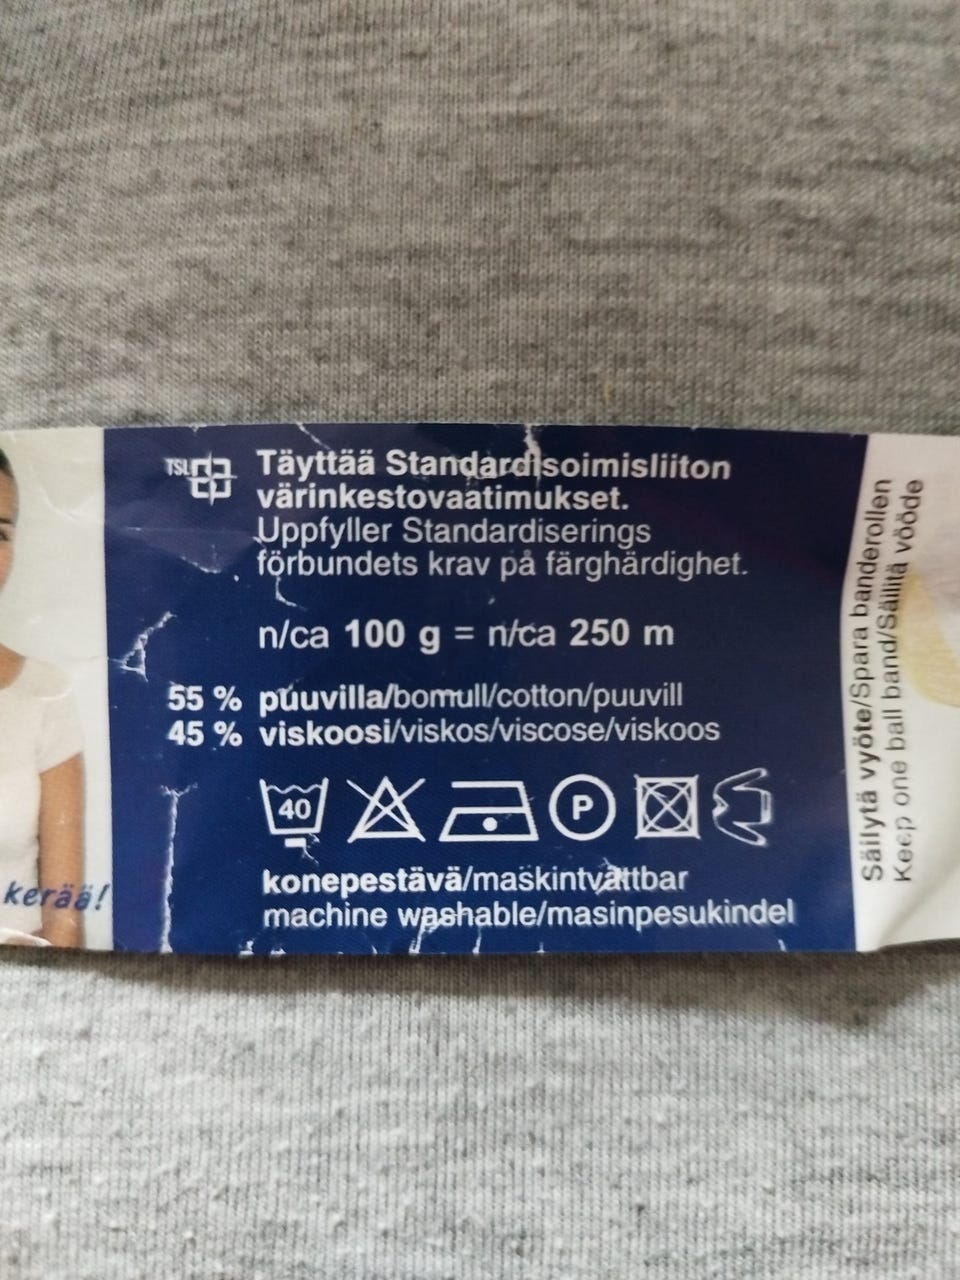 TSL
Täyttää Standardisoimisliiton
värinkestovaatimukset.
Uppfyller Standardiserings
förbundets krav på färghärdighet.
n/ca 100 g = n/ca 250 m
55 % puuvilla/bomull/cotton/puuvill
45 % viskoosi/viskos/viscose/viskoos
40
P
konepestävä/maskintvättbar
machine washable/masinpesukindel
kerää!
Säilytä vyöte/Spara banderollen
Keep one ball band/Säilitä vööde